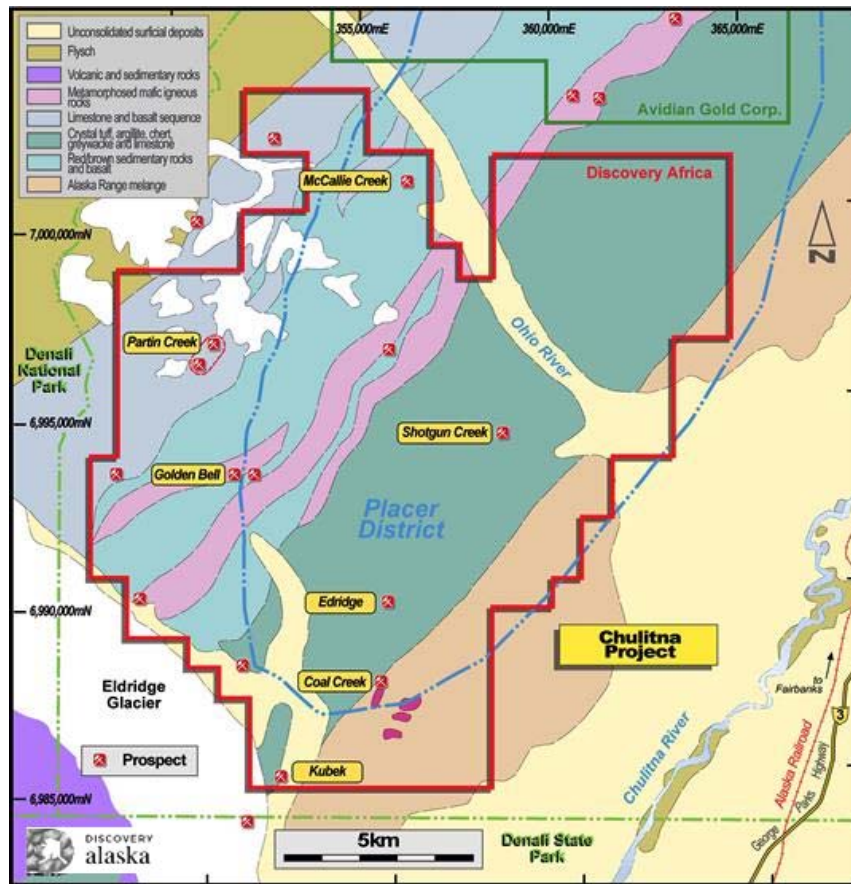 Unconsolidated surficial deposits
Flysch
Volcanic and sedimentary rocks
Metamorphosed mafic igneous
rocks
Limestone and basalt sequence
Crystal tuff, argillite, chert,
greywacke and limestone
Red/brown sedimentary rocks
and basalt
Alaska Range melange
355,000mE
360,000mE
365,000mE
Avidian Gold Corp.
Discovery Africa
McCallie Creek
7,000,000mN
N
Partin Creek
Denali
National
Park
Ohio River
6,995,000mN
Shotgun Creek
Golden Bell
Placer
District
6,990,000mN
Edridge
Chulitna
Project
Eldridge
Glacier
Coal Creek
to
Fairbanks
3
Prospect
Kubek
Chulitna River
Alaska Railroad
George Parks Highway
6,985,000mN
DISCOVERY
alaska
5km
Denali State
Park